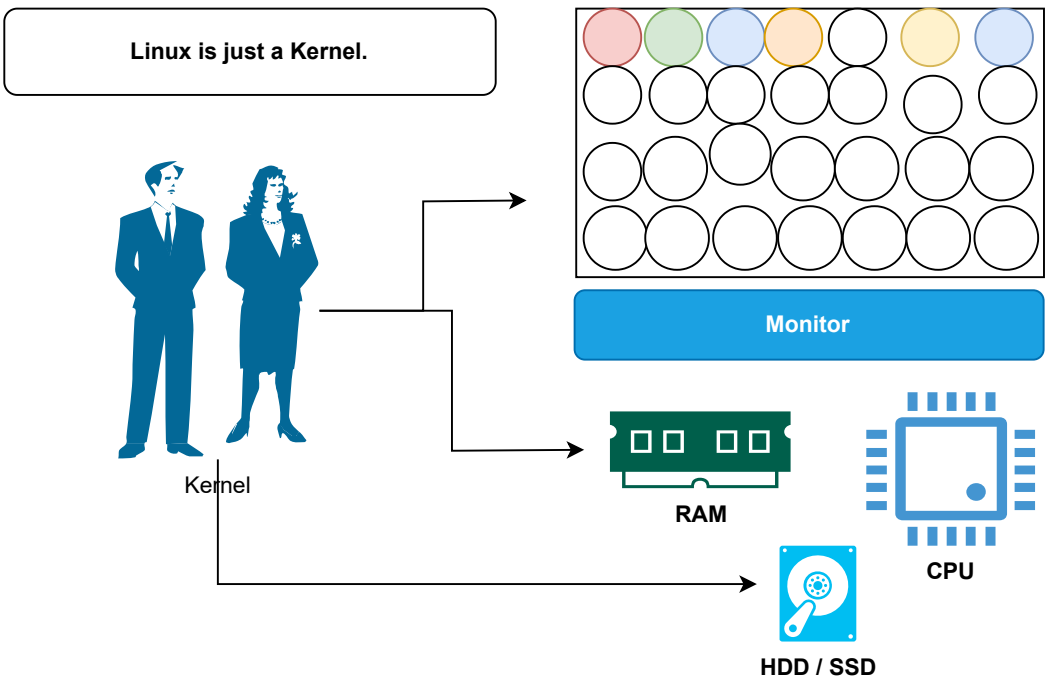 Linux is just a Kernel.
Monitor
Kernel
RAM
CPU
HDD / SSD